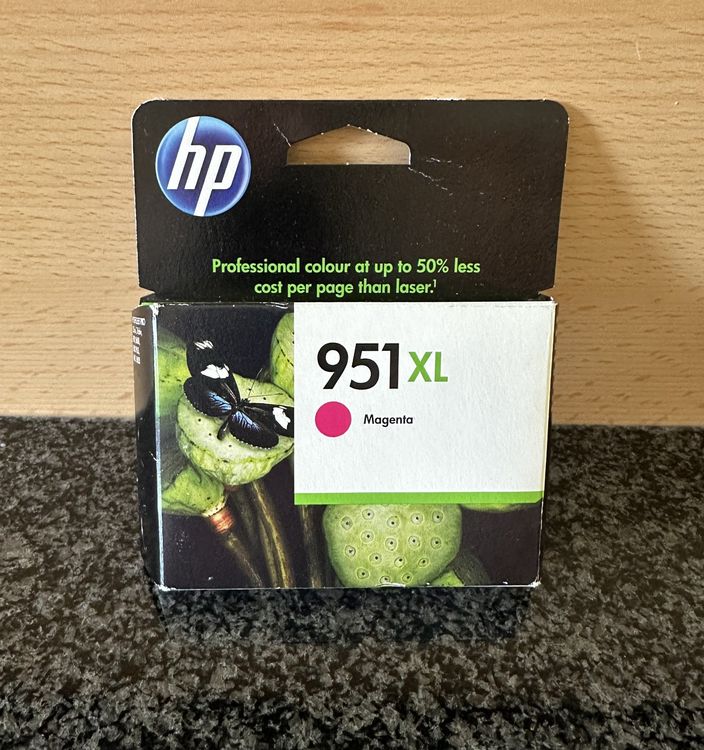 hp
Professional colour at up to 50% less
cost per page than laser.¹
951XL
Magenta